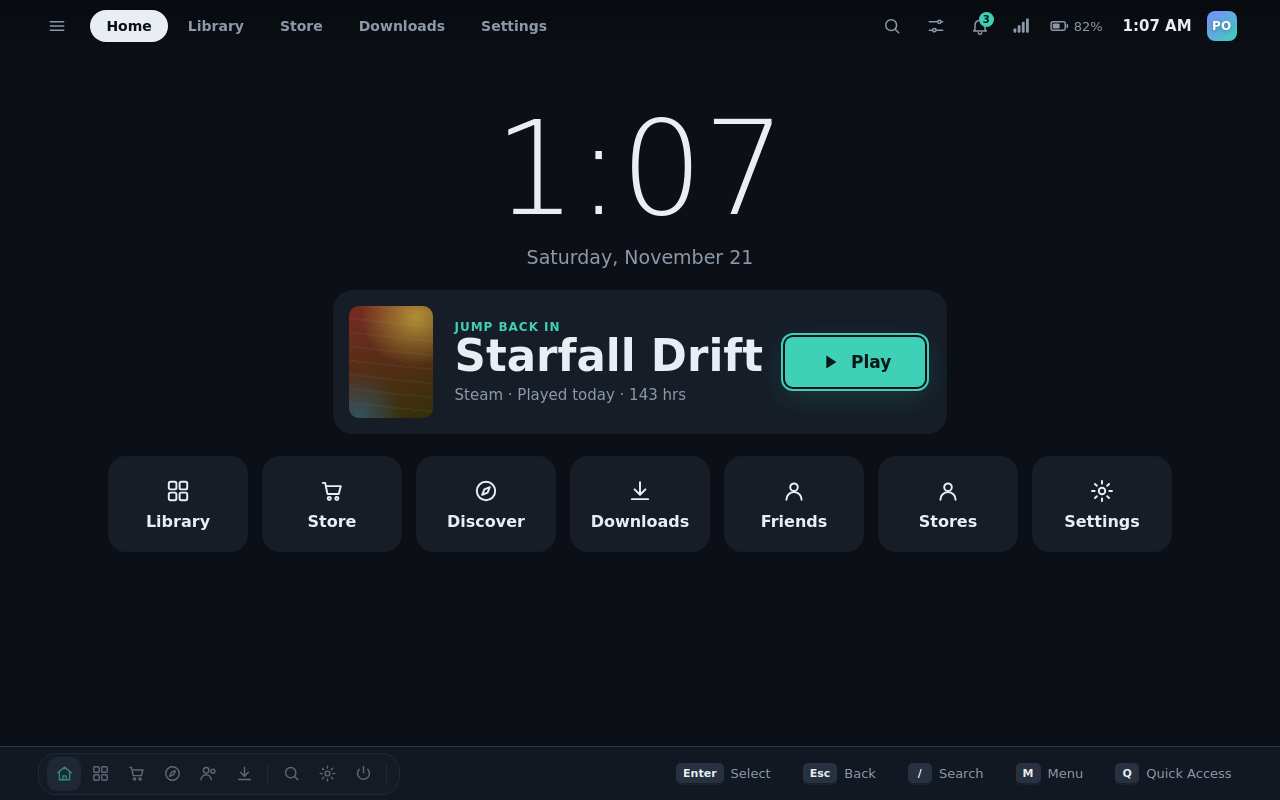 Home Library Store Downloads Settings 3 82% 1:07 AM PO
1:07
Saturday, November 21
JUMP BACK IN
Starfall Drift
Steam · Played today · 143 hrs
Play
Library Store Discover Downloads Friends Stores Settings
Enter Select Esc Back / Search M Menu Q Quick Access